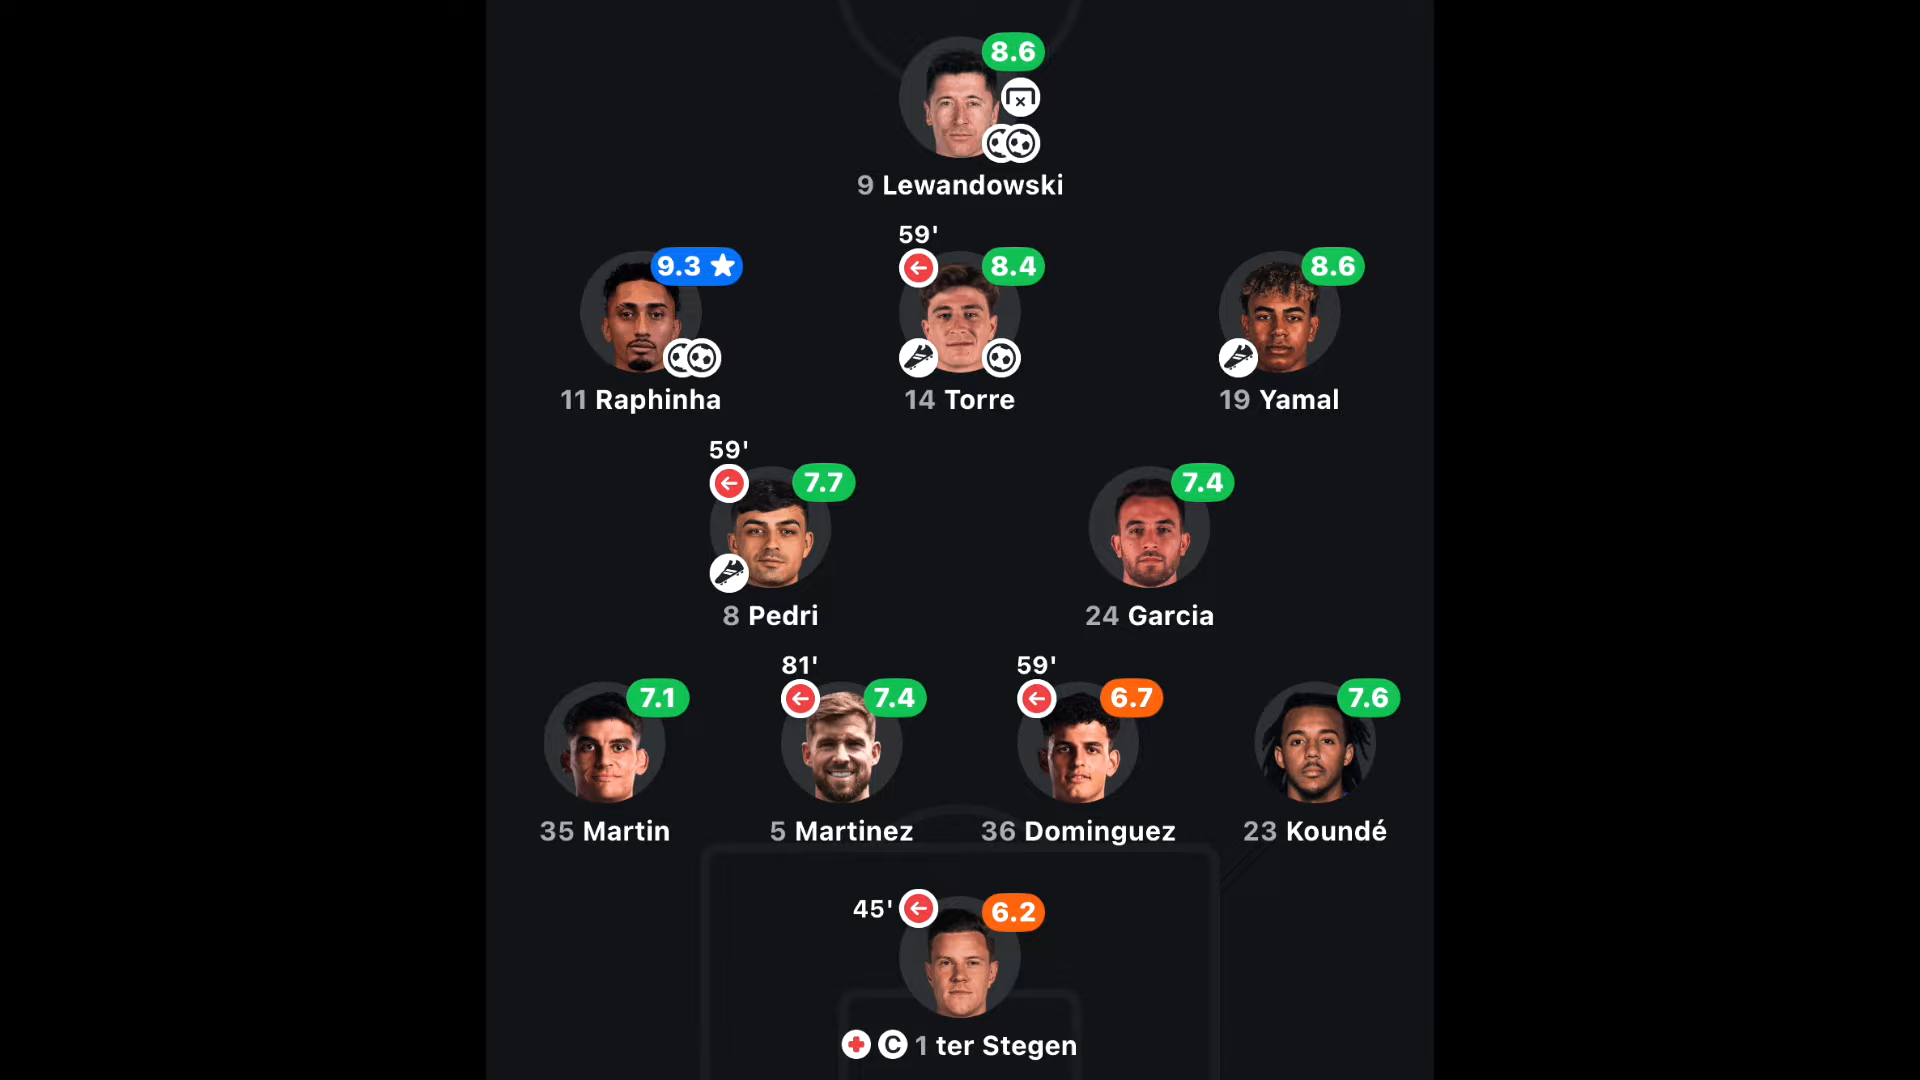 8.6
9 Lewandowski
59'
9.3
8.4
8.6
11 Raphinha
14 Torre
19 Yamal
59'
7.7
7.4
8 Pedri
24 Garcia
81'
59'
7.1
7.4
6.7
7.6
35 Martin
5 Martinez
36 Dominguez
23 Koundé
45'
6.2
C 1 ter Stegen